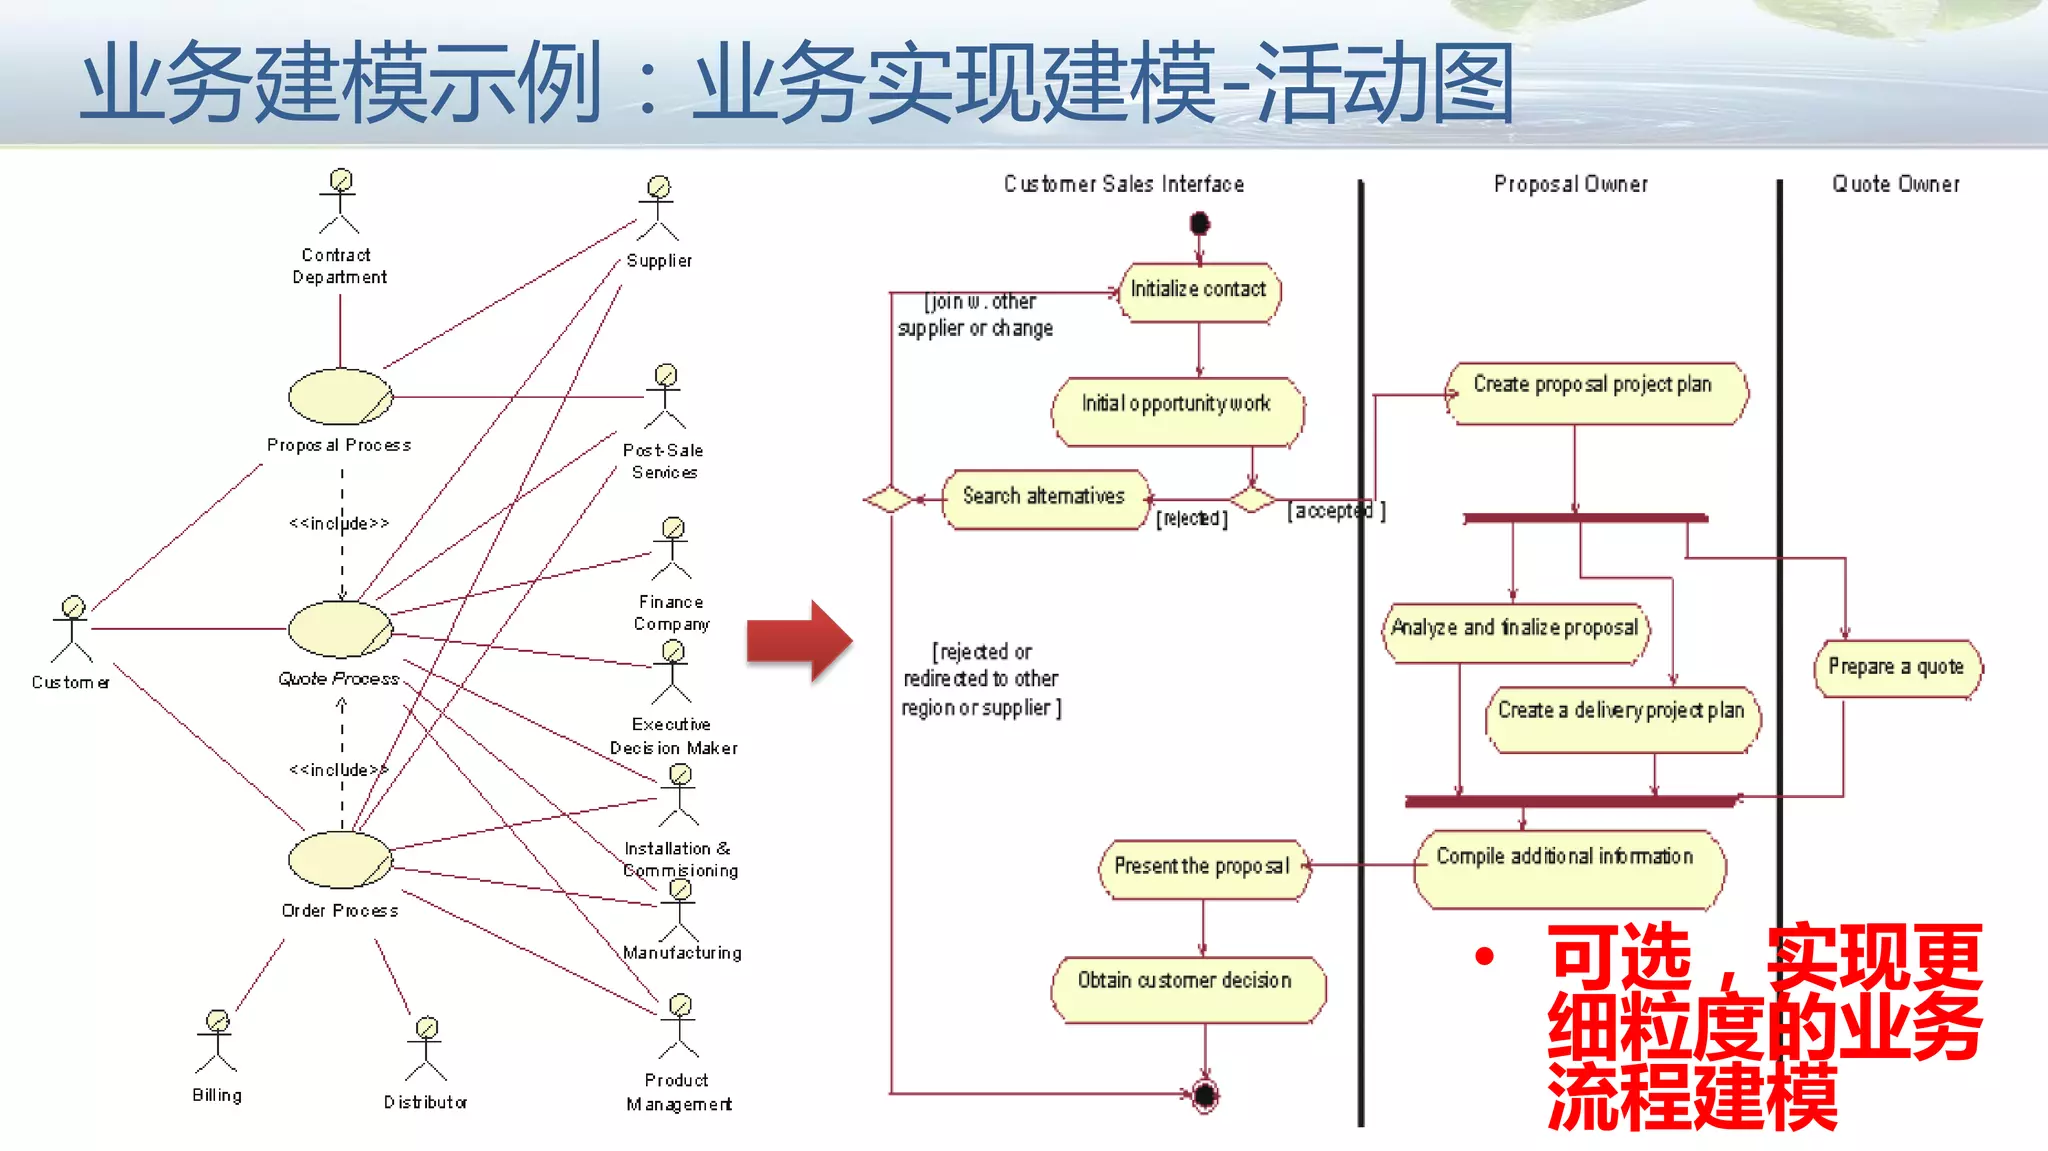 业务建模示例：业务实现建模-活动图
Contract
Department
Supplier
Proposal Process
Post-Sale
Services
<<include>>
Finance
Company
Customer
Quote Process
Executive
Decision Maker
<<include>>
Installation &
Commisioning
Order Process
Manufacturing
Billing
Distributor
Product
Management
Customer Sales Interface
Proposal Owner
Quote Owner
Initialize contact
[join w. other
supplier or change
Initial opportunity work
Create proposal project plan
Search alternatives
[rejected]
[accepted ]
Analyze and finalize proposal
[rejected or
redirected to other
region or supplier ]
Prepare a quote
Create a delivery project plan
Compile additional information
Present the proposal
Obtain customer decision
• 可选，实现更
细粒度的业务
流程建模